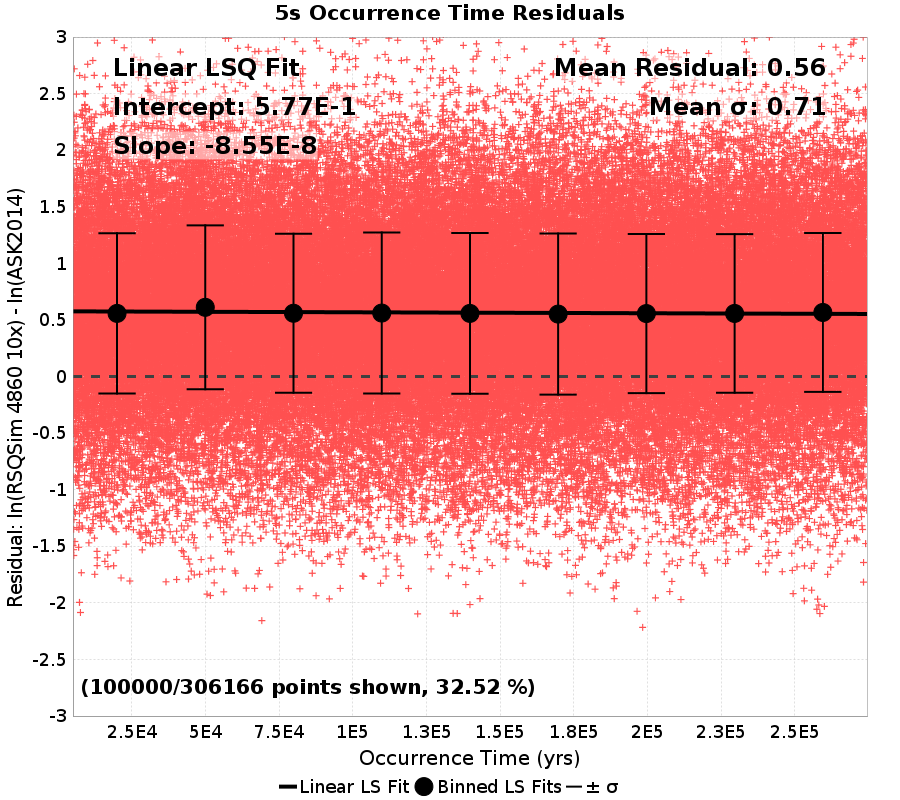 5s Occurrence Time Residuals
Linear LSQ Fit
Intercept: 5.77E-1
Slope: -8.55E-8
Mean Residual: 0.56
Mean σ: 0.71
3
2.5
2
1.5
1
0.5
0
-0.5
-1
-1.5
-2
-2.5
-3
Residual: ln(RSQSim 4860 10x) - ln(ASK2014)
(100000/306166 points shown, 32.52 %)
2.5E4 5E4 7.5E4 1E5 1.3E5 1.5E5 1.8E5 2E5 2.3E5 2.5E5
Occurrence Time (yrs)
Linear LS Fit Binned LS Fits ± σ